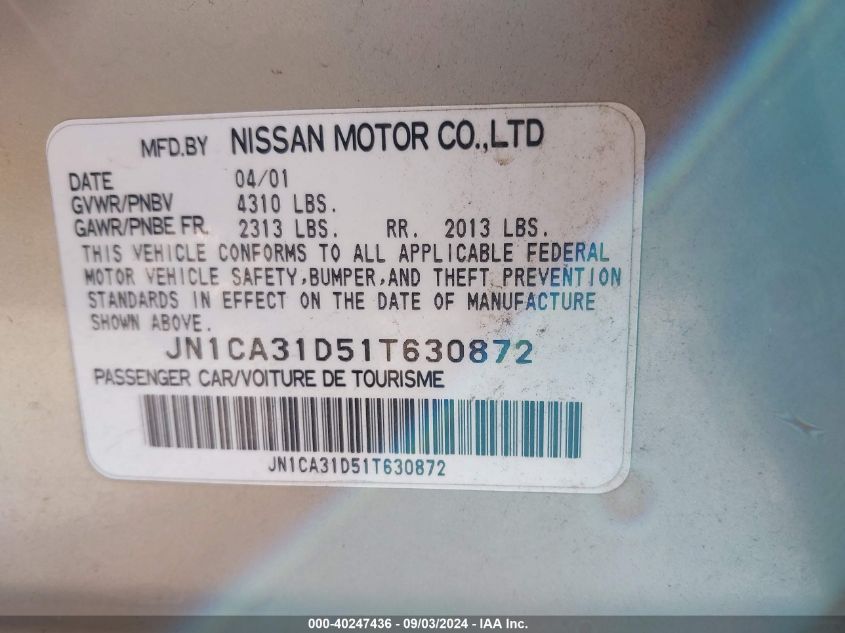 MFD.BY NISSAN MOTOR CO.,LTD
DATE 04/01
GVWR/PNBV 4310 LBS.
GAWR/PNBE FR. 2313 LBS. RR. 2013 LBS.
THIS VEHICLE CONFORMS TO ALL APPLICABLE FEDERAL
MOTOR VEHICLE SAFETY,BUMPER,AND THEFT PREVENTION
STANDARDS IN EFFECT ON THE DATE OF MANUFACTURE
SHOWN ABOVE.
JN1CA31D51T630872
PASSENGER CAR/VOITURE DE TOURISME
JN1CA31D51T630872
000-40247436 - 09/03/2024 - IAA Inc.